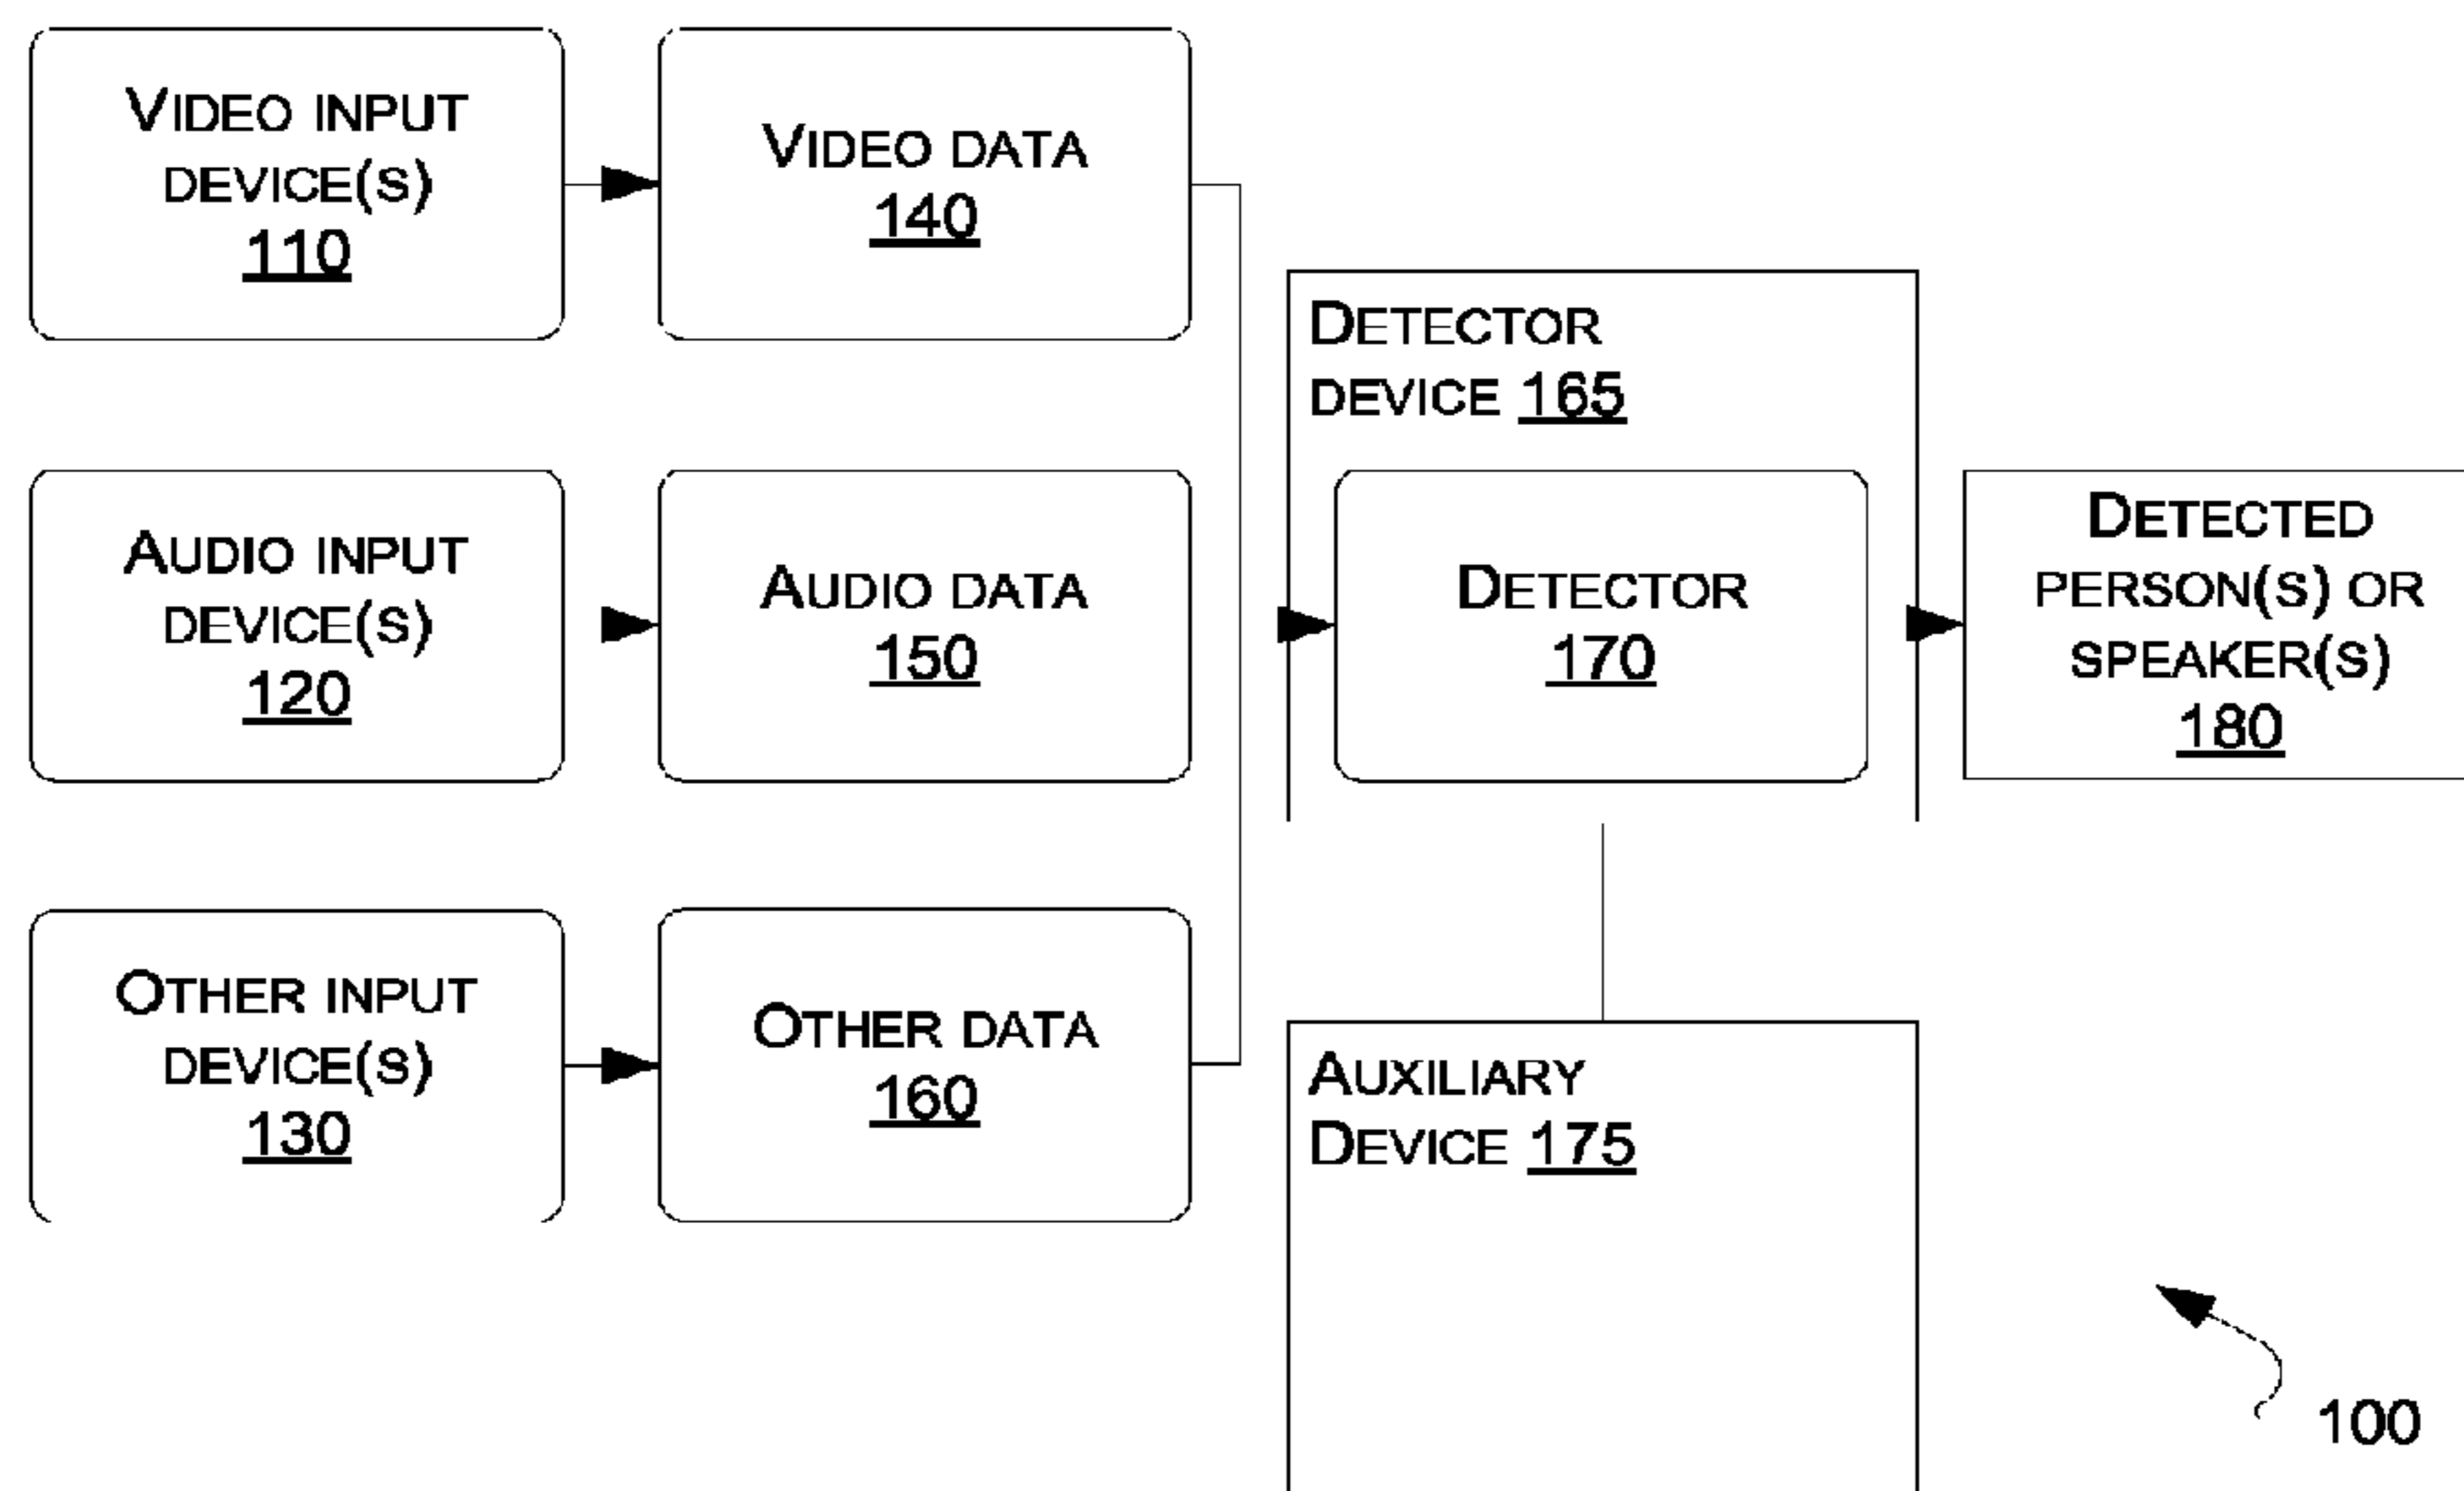 VIDEO INPUT
DEVICE(S)
110
VIDEO DATA
140
DETECTOR
DEVICE 165
AUDIO INPUT
DEVICE(S)
120
AUDIO DATA
150
DETECTOR
170
DETECTED
PERSON(S) OR
SPEAKER(S)
180
OTHER INPUT
DEVICE(S)
130
OTHER DATA
160
AUXILIARY
DEVICE 175
100